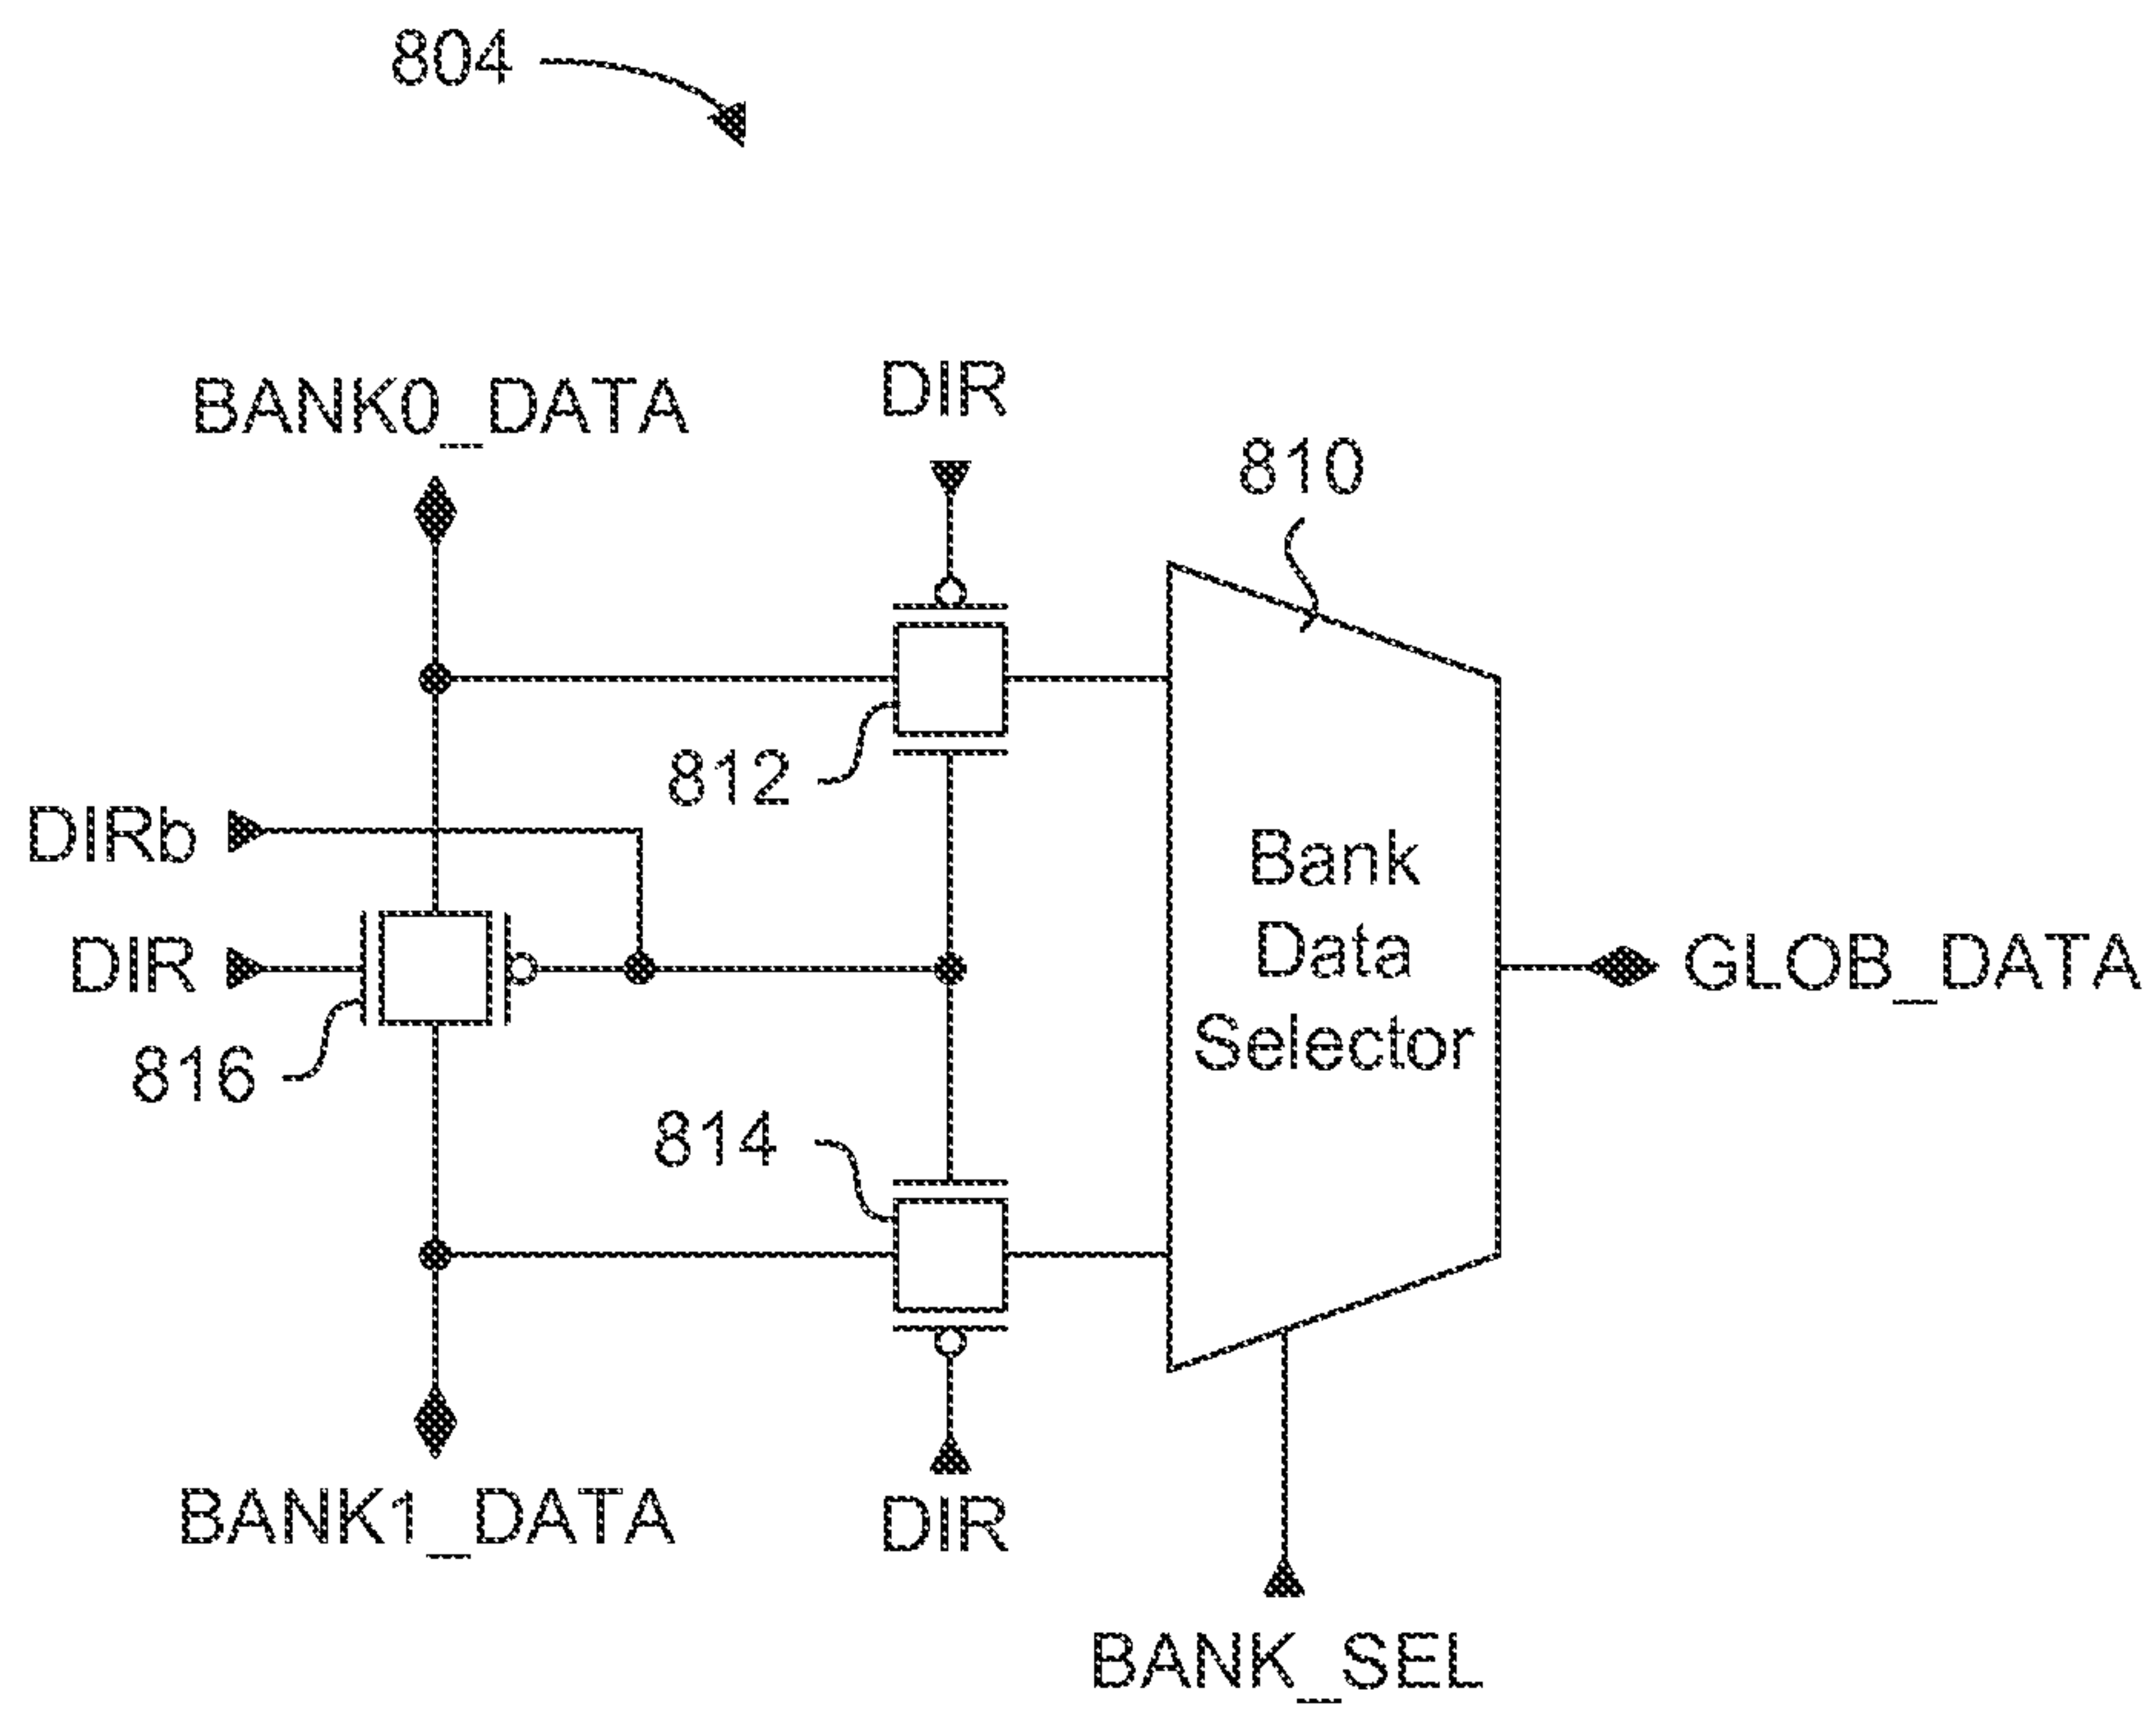 804
BANK0_DATA
DIR
810
812
DIRb
DIR
816
814
Bank
Data
Selector
GLOB_DATA
BANK1_DATA
DIR
BANK_SEL